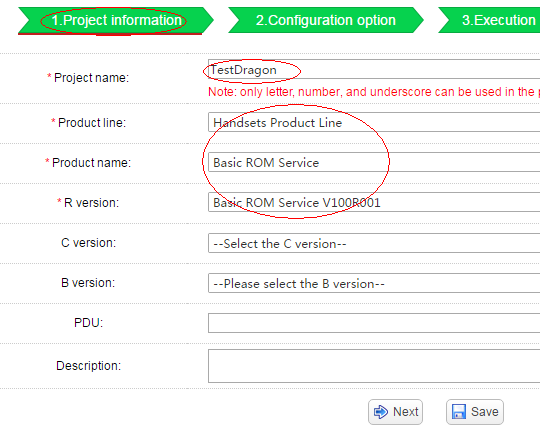 1.Project information
2.Configuration option
3.Execution
* Project name:
TestDragon
Note: only letter, number, and underscore can be used in the
* Product line:
Handsets Product Line
* Product name:
Basic ROM Service
* R version:
Basic ROM Service V100R001
C version:
--Select the C version--
B version:
--Please select the B version--
PDU:
Description:
Next
Save